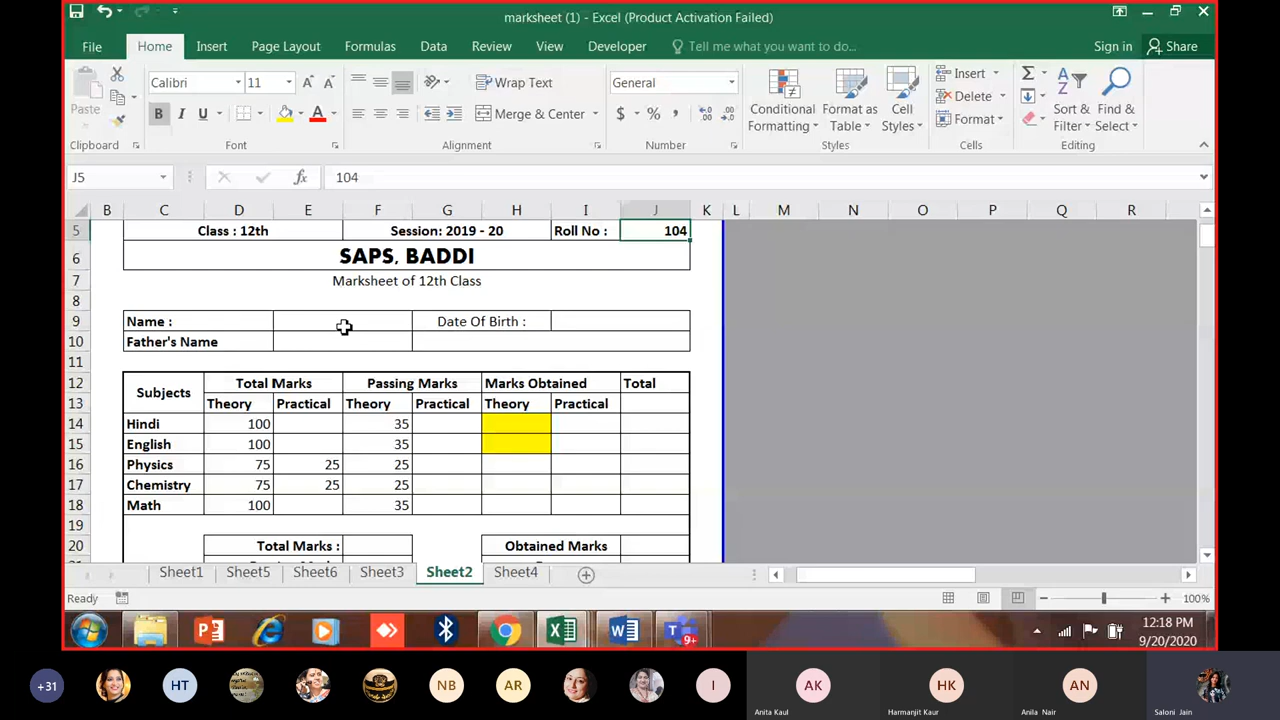 marksheet (1) - Excel (Product Activation Failed)
File Home Insert Page Layout Formulas Data Review View Developer Tell me what you want to do... Sign in Share
Paste Calibri 11 Wrap Text General Conditional Formatting Format as Table Cell Styles Insert Sort & Filter Find & Select
B I U Merge & Center $ % Delete
Format
Clipboard Font Alignment Number Styles Cells Editing
J5 fx 104
B C D E F G H I J K L M N O P Q R
5 Class : 12th Session: 2019 - 20 Roll No : 104
6 SAPS, BADDI
7 Marksheet of 12th Class
8
9 Name : Date Of Birth :
10 Father's Name
11
12 Subjects Total Marks Passing Marks Marks Obtained Total
13 Theory Practical Theory Practical Theory Practical
14 Hindi 100 35
15 English 100 35
16 Physics 75 25 25
17 Chemistry 75 25 25
18 Math 100 35
19
20 Total Marks : Obtained Marks
Sheet1 Sheet5 Sheet6 Sheet3 Sheet2 Sheet4
Ready 100%
9+ 12:18 PM
9/20/2020
+31 HT NB AR I AK HK AN
Anita Kaul Harmanjit Kaur Anila Nair Saloni Jain